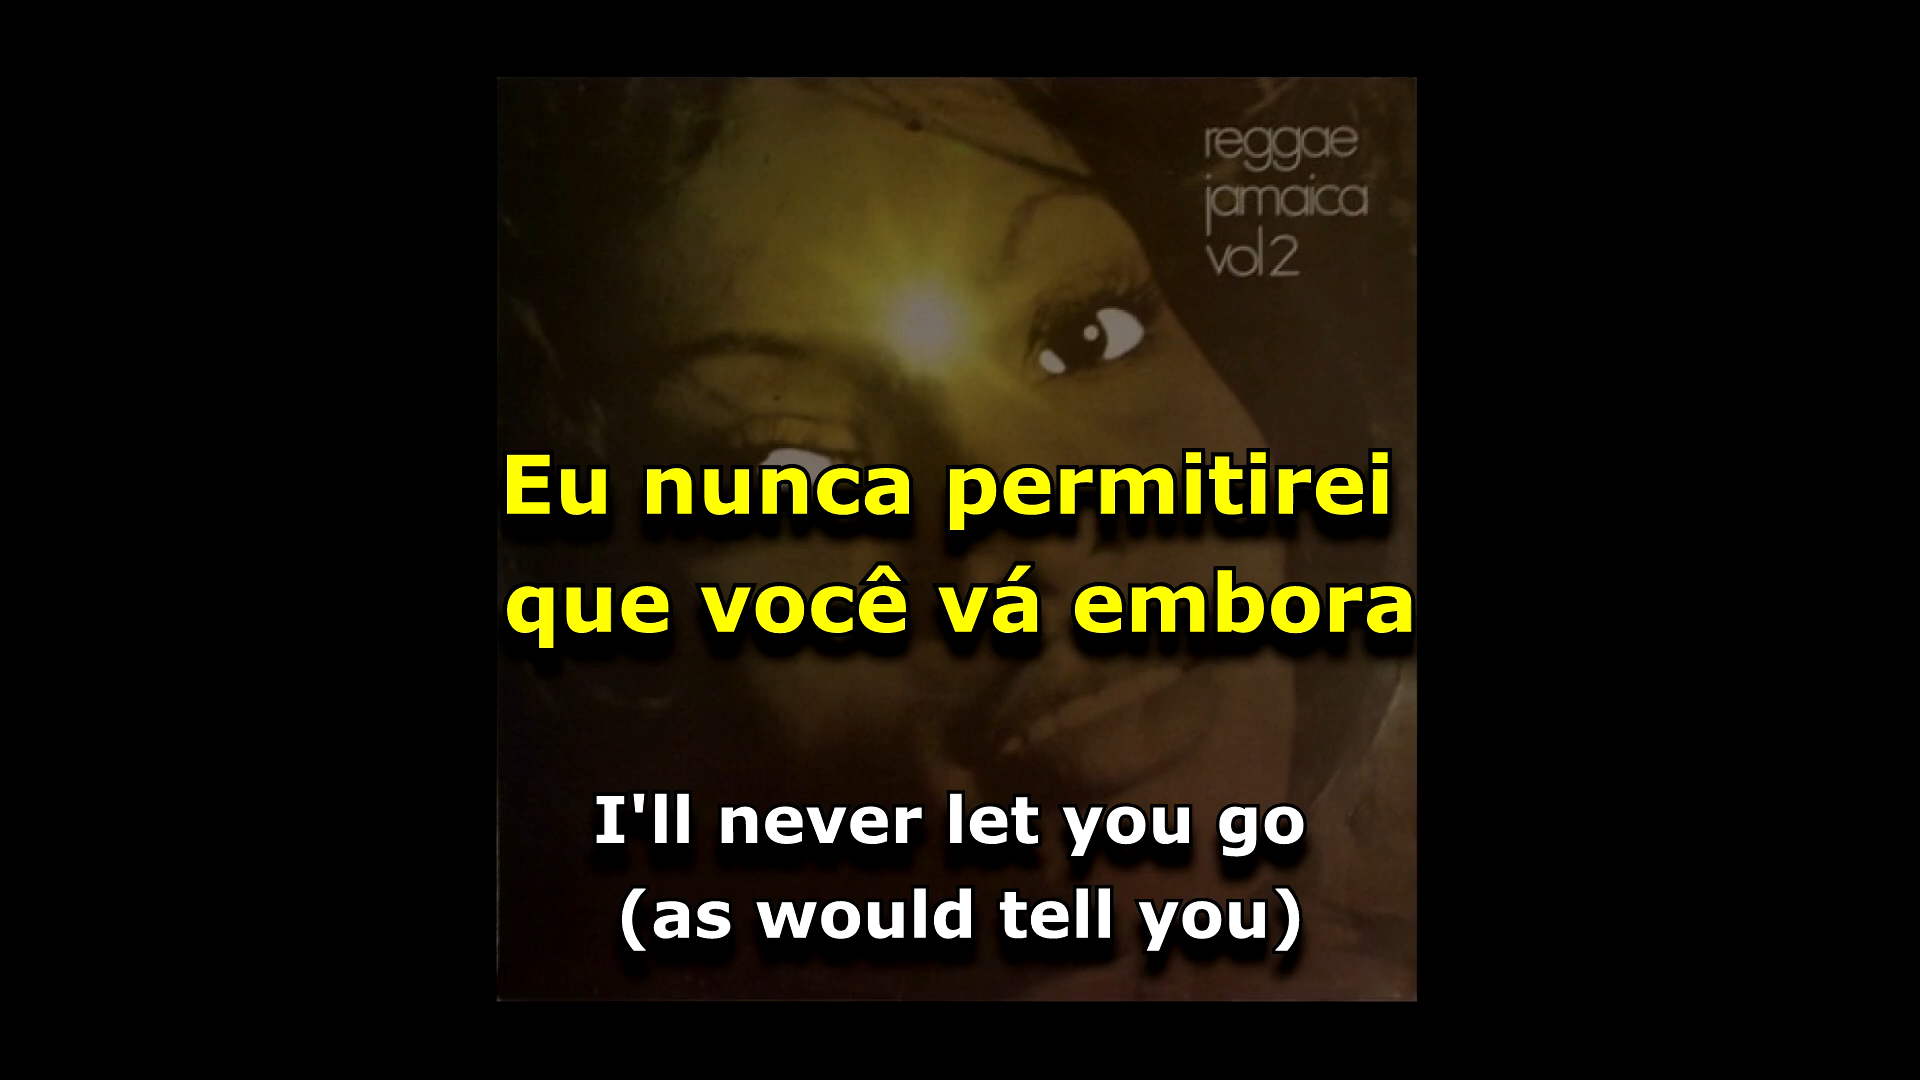 reggae
jamaica
vol 2
Eu nunca permitirei
que você vá embora
I'll never let you go
(as would tell you)